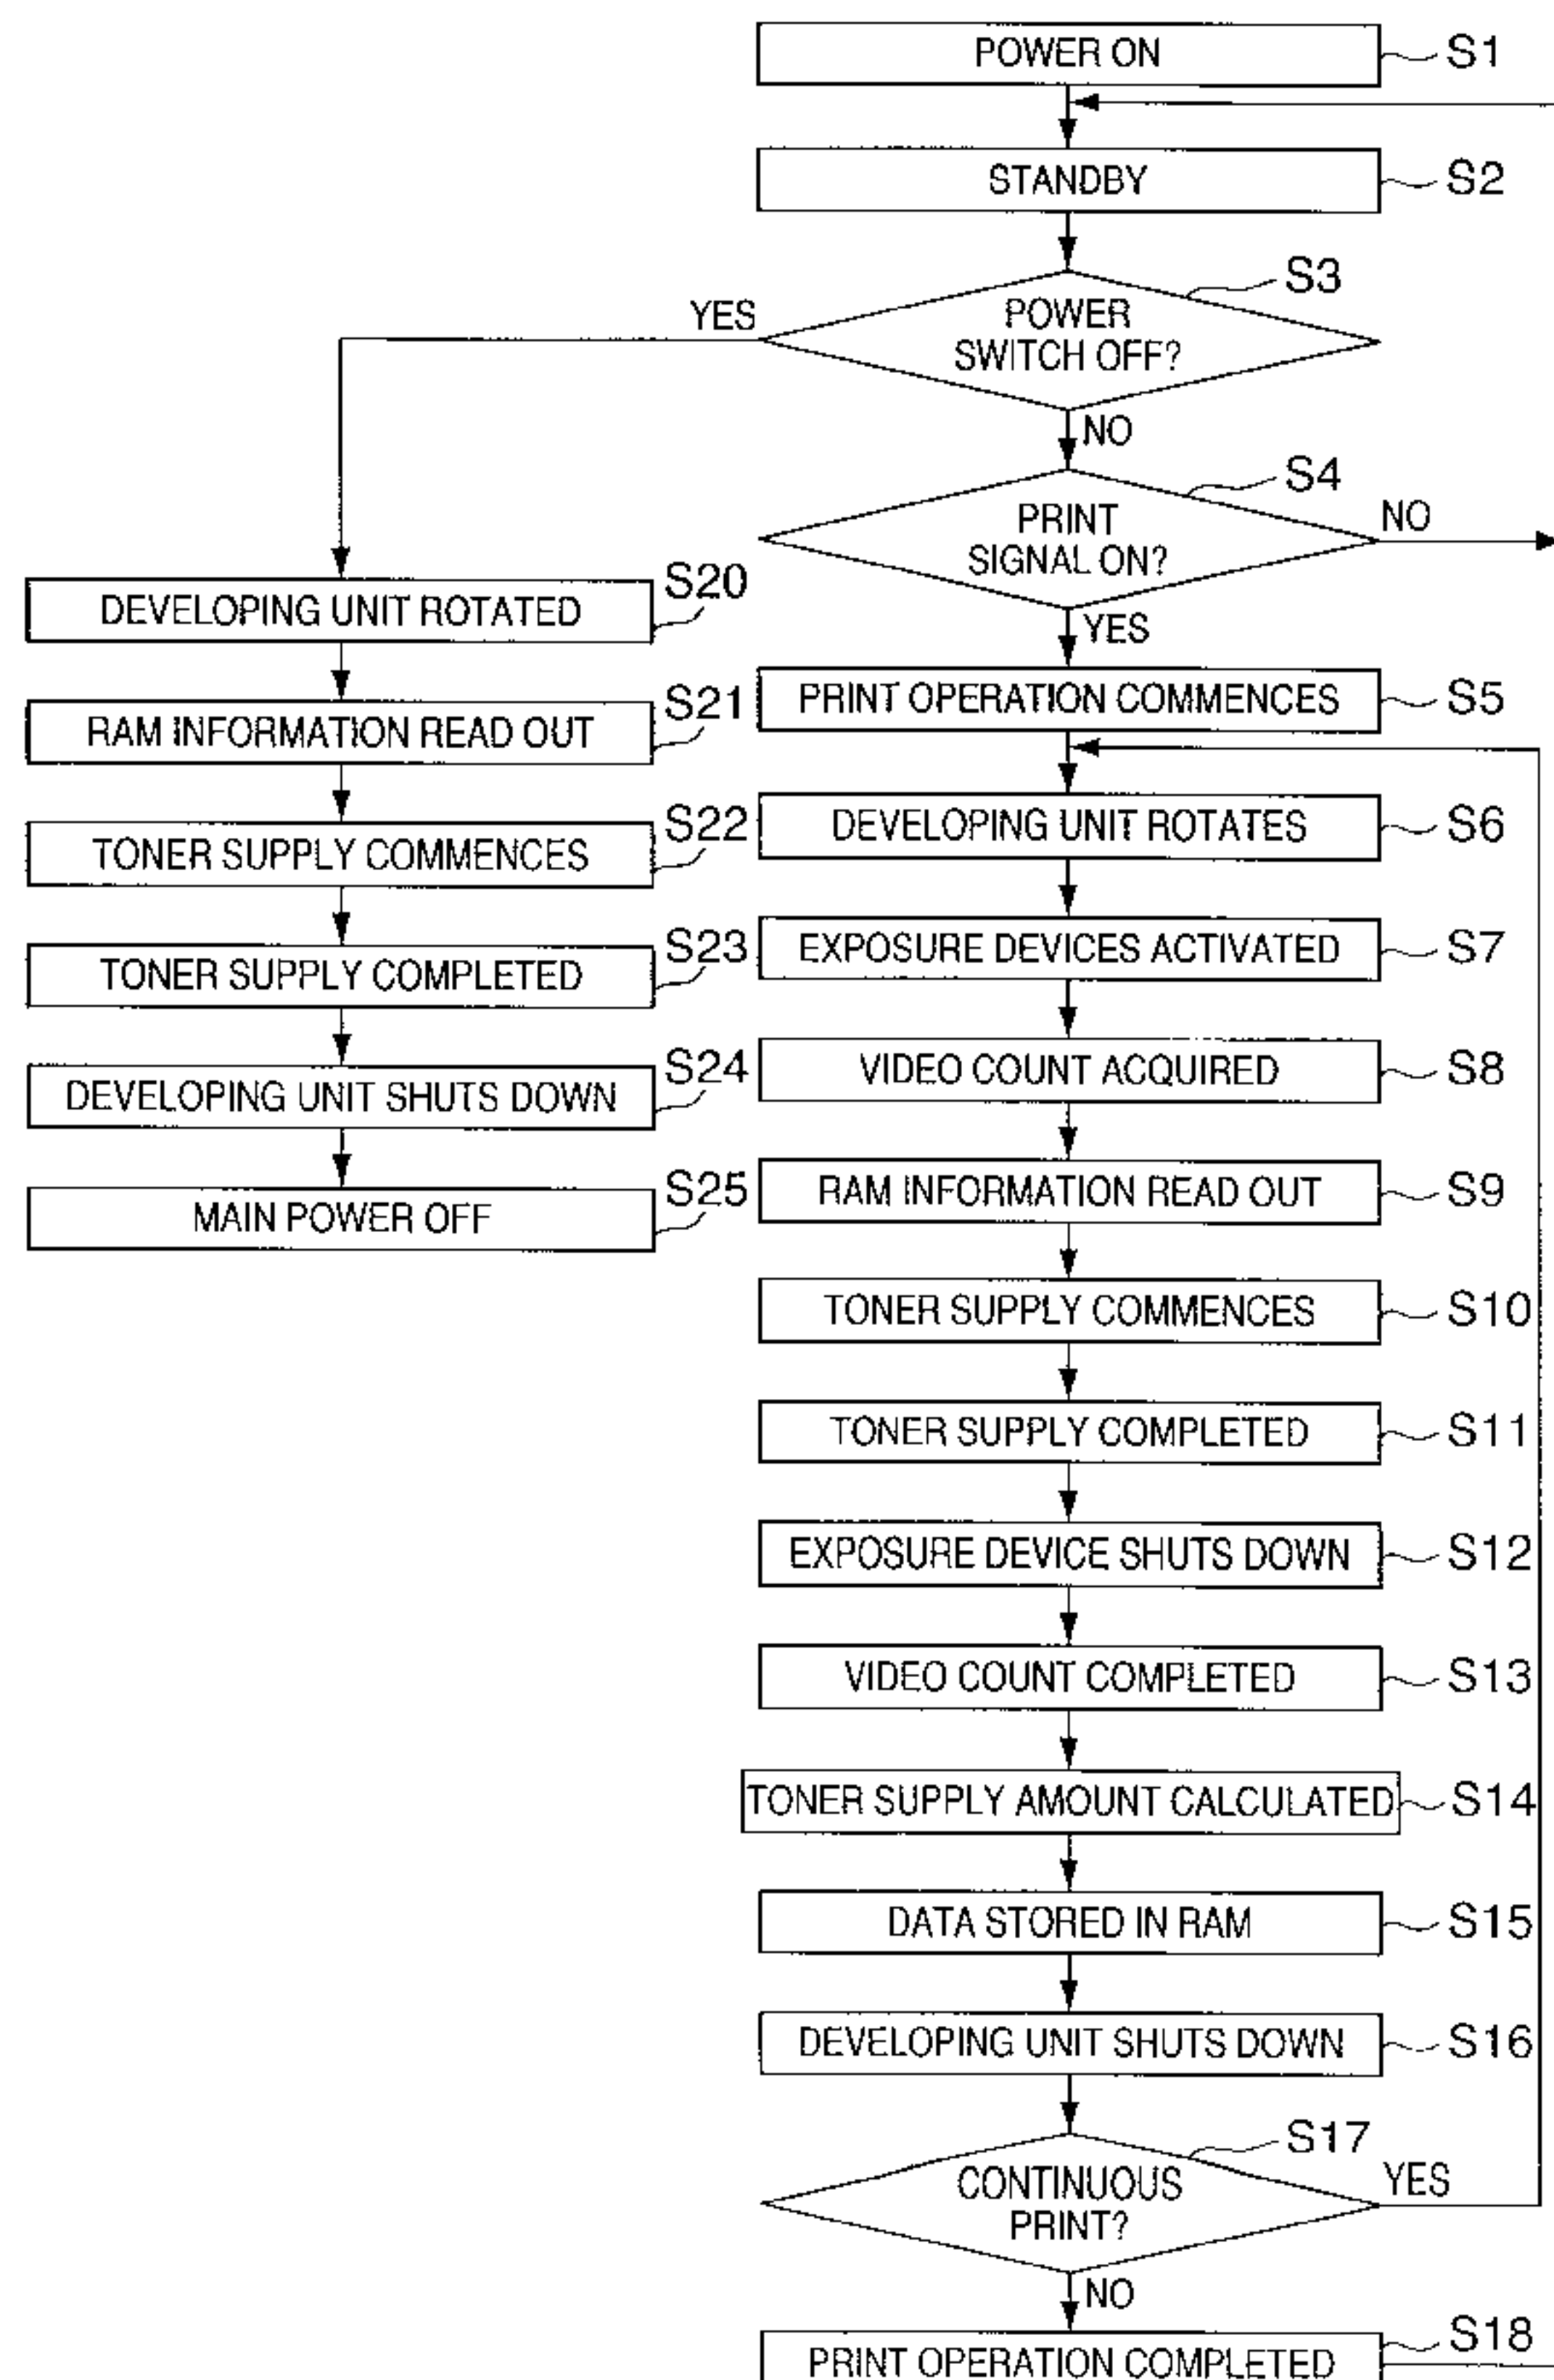 POWER ON
S1
STANDBY
S2
S3
YES
POWER
SWITCH OFF?
NO
S4
PRINT
SIGNAL ON?
NO
YES
DEVELOPING UNIT ROTATED
S20
RAM INFORMATION READ OUT
S21
TONER SUPPLY COMMENCES
S22
TONER SUPPLY COMPLETED
S23
DEVELOPING UNIT SHUTS DOWN
S24
MAIN POWER OFF
S25
PRINT OPERATION COMMENCES
S5
DEVELOPING UNIT ROTATES
S6
EXPOSURE DEVICES ACTIVATED
S7
VIDEO COUNT ACQUIRED
S8
RAM INFORMATION READ OUT
S9
TONER SUPPLY COMMENCES
S10
TONER SUPPLY COMPLETED
S11
EXPOSURE DEVICE SHUTS DOWN
S12
VIDEO COUNT COMPLETED
S13
TONER SUPPLY AMOUNT CALCULATED
S14
DATA STORED IN RAM
S15
DEVELOPING UNIT SHUTS DOWN
S16
S17
CONTINUOUS
PRINT?
YES
NO
PRINT OPERATION COMPLETED
S18